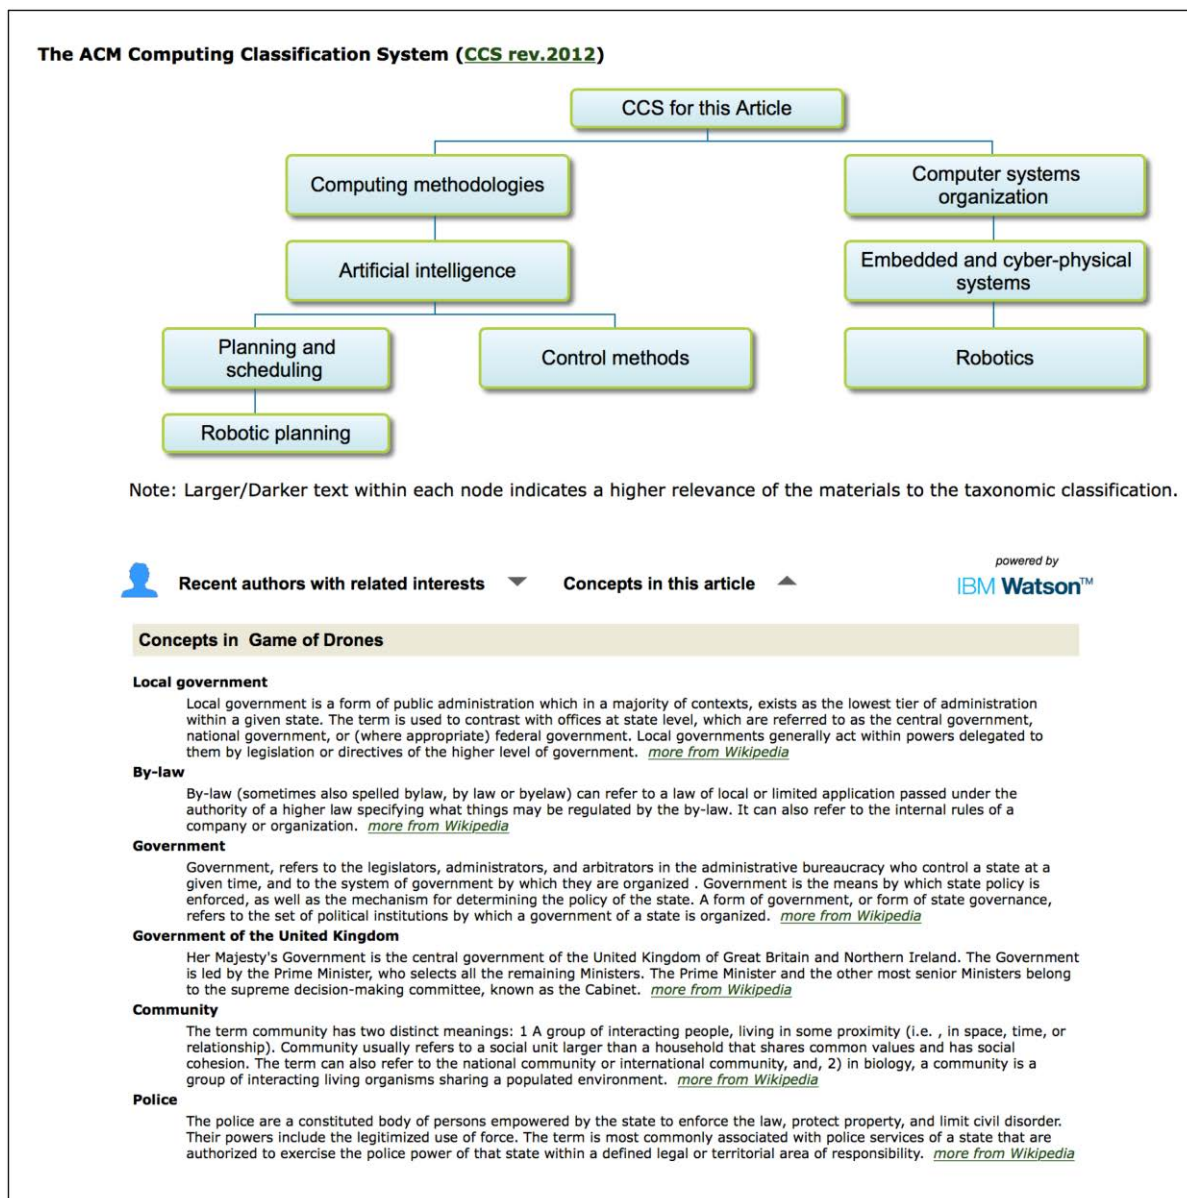 The ACM Computing Classification System (CCS rev.2012)
CCS for this Article
Computing methodologies
Computer systems
organization
Artificial intelligence
Embedded and cyber-physical
systems
Planning and
scheduling
Control methods
Robotics
Robotic planning
Note: Larger/Darker text within each node indicates a higher relevance of the materials to the taxonomic classification.
Recent authors with related interests
Concepts in this article
powered by
IBM Watson™
Concepts in Game of Drones
Local government
Local government is a form of public administration which in a majority of contexts, exists as the lowest tier of administration
within a given state. The term is used to contrast with offices at state level, which are referred to as the central government,
national government, or (where appropriate) federal government. Local governments generally act within powers delegated to
them by legislation or directives of the higher level of government. more from Wikipedia
By-law
By-law (sometimes also spelled bylaw, by law or byelaw) can refer to a law of local or limited application passed under the
authority of a higher law specifying what things may be regulated by the by-law. It can also refer to the internal rules of a
company or organization. more from Wikipedia
Government
Government, refers to the legislators, administrators, and arbitrators in the administrative bureaucracy who control a state at a
given time, and to the system of government by which they are organized . Government is the means by which state policy is
enforced, as well as the mechanism for determining the policy of the state. A form of government, or form of state governance,
refers to the set of political institutions by which a government of a state is organized. more from Wikipedia
Government of the United Kingdom
Her Majesty's Government is the central government of the United Kingdom of Great Britain and Northern Ireland. The Government
is led by the Prime Minister, who selects all the remaining Ministers. The Prime Minister and the other most senior Ministers belong
to the supreme decision-making committee, known as the Cabinet. more from Wikipedia
Community
The term community has two distinct meanings: 1 A group of interacting people, living in some proximity (i.e. , in space, time, or
relationship). Community usually refers to a social unit larger than a household that shares common values and has social
cohesion. The term can also refer to the national community or international community, and, 2) in biology, a community is a
group of interacting living organisms sharing a populated environment. more from Wikipedia
Police
The police are a constituted body of persons empowered by the state to enforce the law, protect property, and limit civil disorder.
Their powers include the legitimized use of force. The term is most commonly associated with police services of a state that are
authorized to exercise the police power of that state within a defined legal or territorial area of responsibility. more from Wikipedia